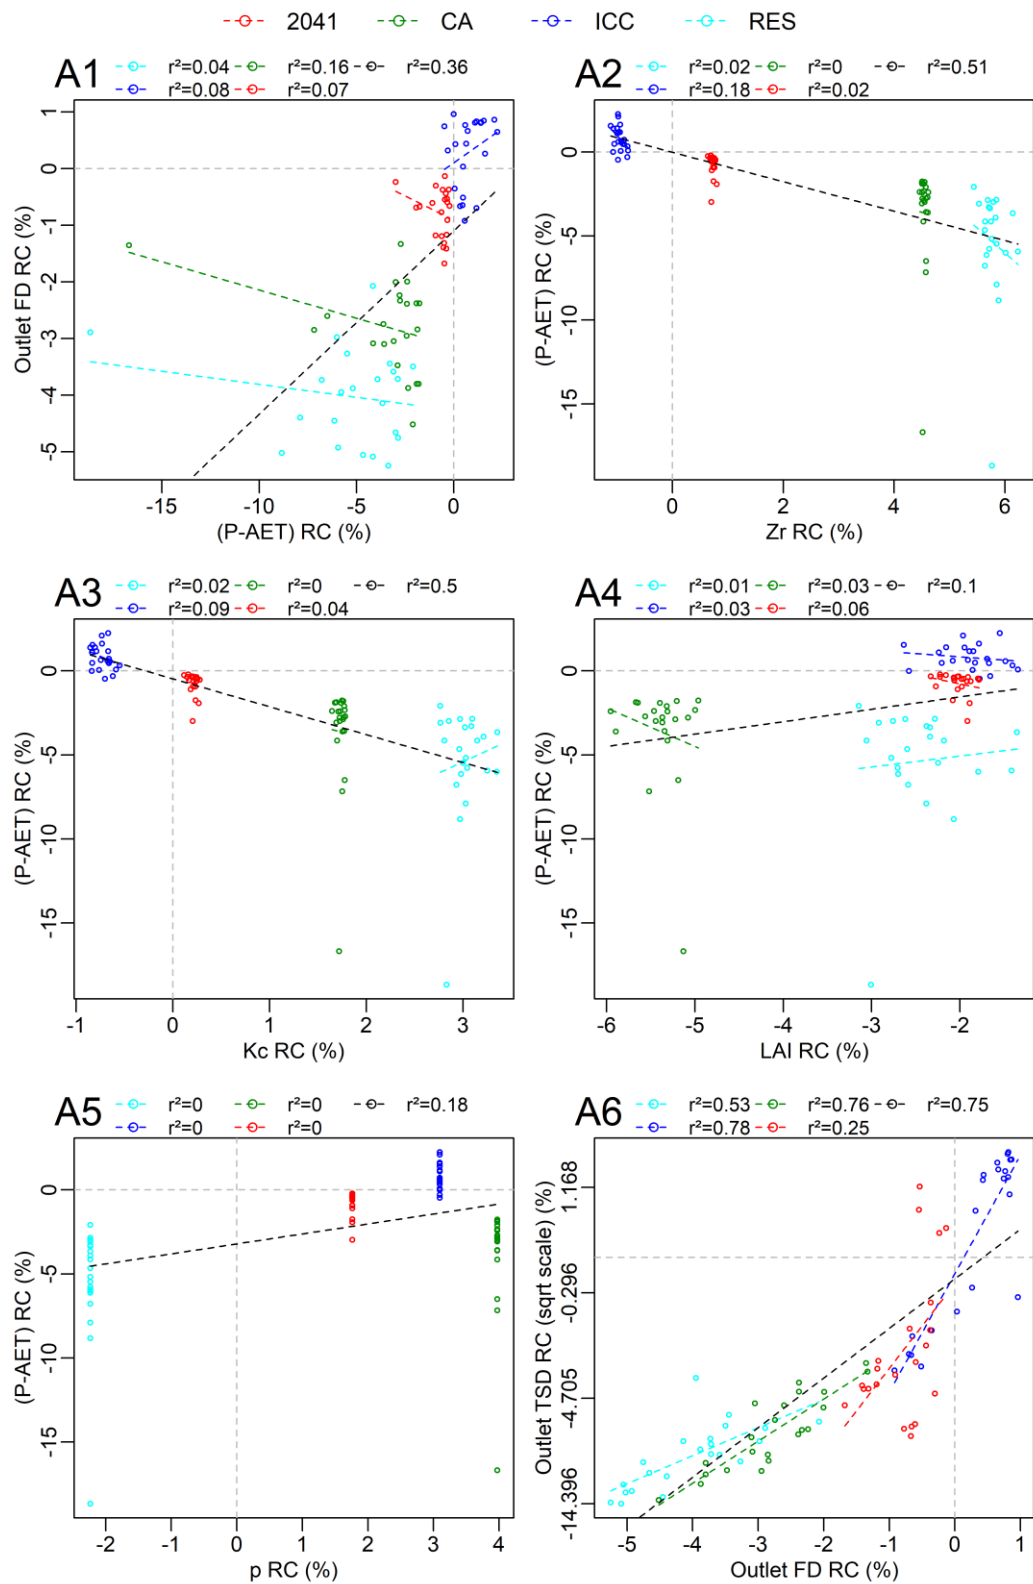 2041 CA ICC RES
A1 r²=0.04 r²=0.16 r²=0.36
r²=0.08 r²=0.07
Outlet FD RC (%)
1
0
-1
-2
-3
-4
-5
-15 -10 -5 0
(P-AET) RC (%)
A2 r²=0.02 r²=0 r²=0.51
r²=0.18 r²=0.02
(P-AET) RC (%)
0
-5
-10
-15
0 2 4 6
Zr RC (%)
A3 r²=0.02 r²=0 r²=0.5
r²=0.09 r²=0.04
(P-AET) RC (%)
0
-5
-10
-15
-1 0 1 2 3
Kc RC (%)
A4 r²=0.01 r²=0.03 r²=0.1
r²=0.03 r²=0.06
(P-AET) RC (%)
0
-5
-10
-15
-6 -5 -4 -3 -2
LAI RC (%)
A5 r²=0 r²=0 r²=0.18
r²=0 r²=0
(P-AET) RC (%)
0
-5
-10
-15
-2 -1 0 1 2 3 4
p RC (%)
A6 r²=0.53 r²=0.76 r²=0.75
r²=0.78 r²=0.25
Outlet TSD RC (sqrt scale) (%)
1.168
-0.296
-4.705
-14.396
-5 -4 -3 -2 -1 0 1
Outlet FD RC (%)